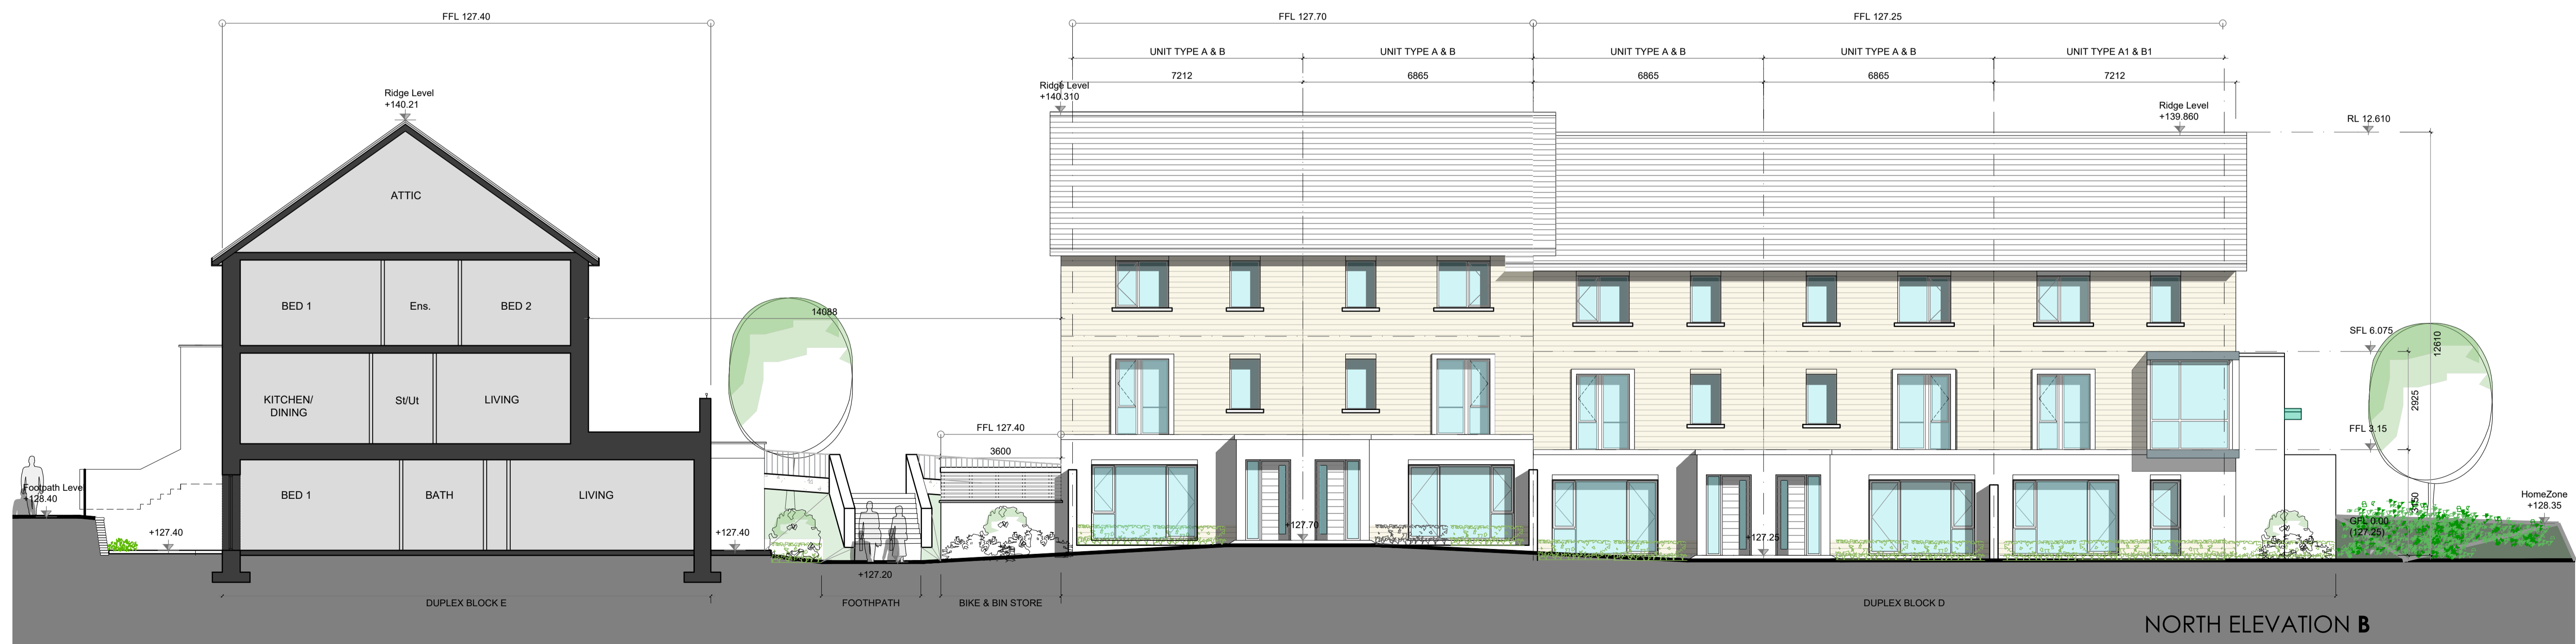 FFL 127.40
FFL 127.70
FFL 127.25
UNIT TYPE A & B
UNIT TYPE A & B
UNIT TYPE A & B
UNIT TYPE A & B
UNIT TYPE A1 & B1
7212
6865
6865
6865
7212
Ridge Level
+140.21
Ridge Level
+140.310
Ridge Level
+139.860
RL 12.610
ATTIC
BED 1
Ens.
BED 2
14088
SFL 6.075
12610
KITCHEN/
DINING
St/Ut
LIVING
2925
FFL 127.40
FFL 3.15
3600
Footpath Level
+128.40
BED 1
BATH
LIVING
3150
HomeZone
+128.35
+127.40
+127.40
+127.70
+127.25
GFL 0.00
(127.25)
+127.20
DUPLEX BLOCK E
FOOTHPATH
BIKE & BIN STORE
DUPLEX BLOCK D
NORTH ELEVATION B